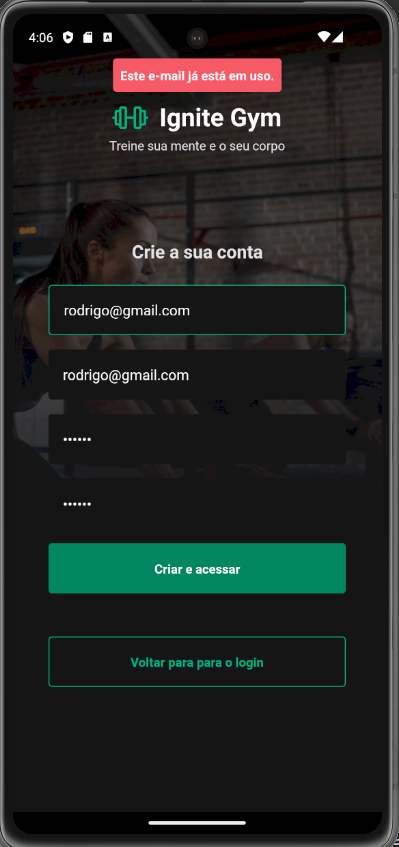 4:06
Este e-mail já está em uso.
Ignite Gym
Treine sua mente e o seu corpo
Crie a sua conta
rodrigo@gmail.com
rodrigo@gmail.com
••••••
••••••
Criar e acessar
Voltar para para o login